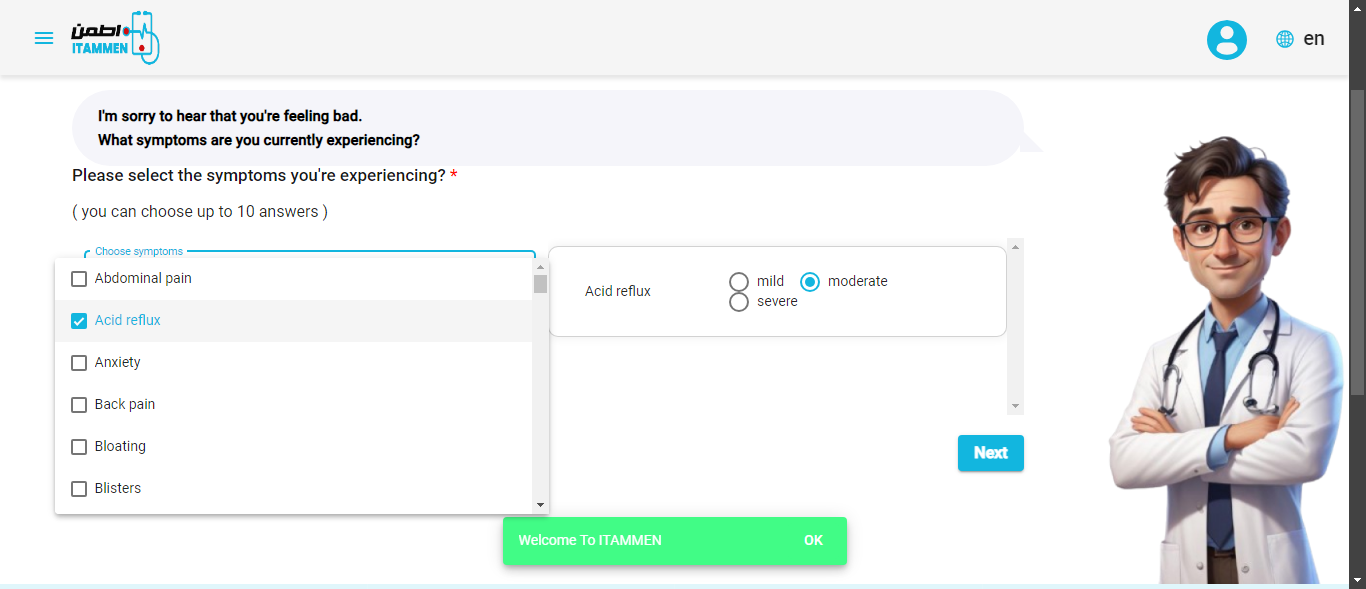 اطمن
ITAMMEN
en
I'm sorry to hear that you're feeling bad.
What symptoms are you currently experiencing?
Please select the symptoms you're experiencing? *
( you can choose up to 10 answers )
Choose symptoms
Abdominal pain
Acid reflux
Anxiety
Back pain
Bloating
Blisters
Acid reflux
mild
moderate
severe
Next
Welcome To ITAMMEN OK